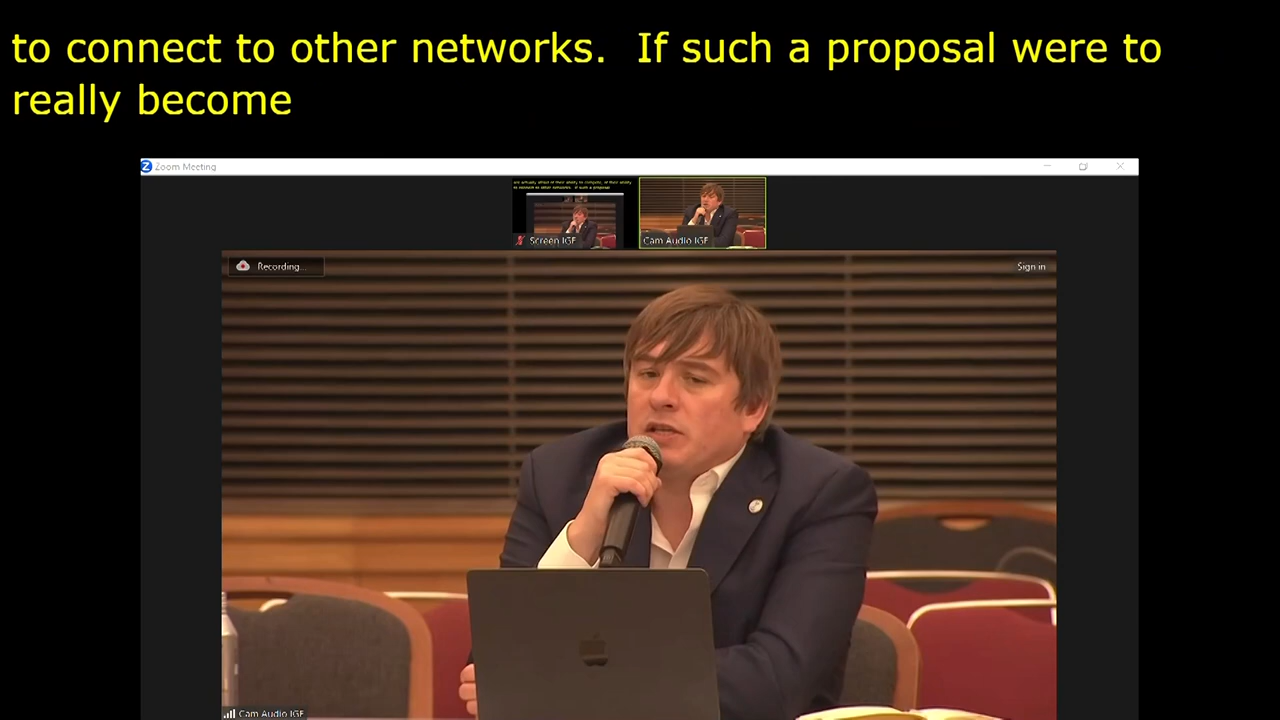 to connect to other networks.  If such a proposal were to
really become
Zoom Meeting
Screen IGF
Cam Audio IGF
Recording...
Sign in
Cam Audio IGF